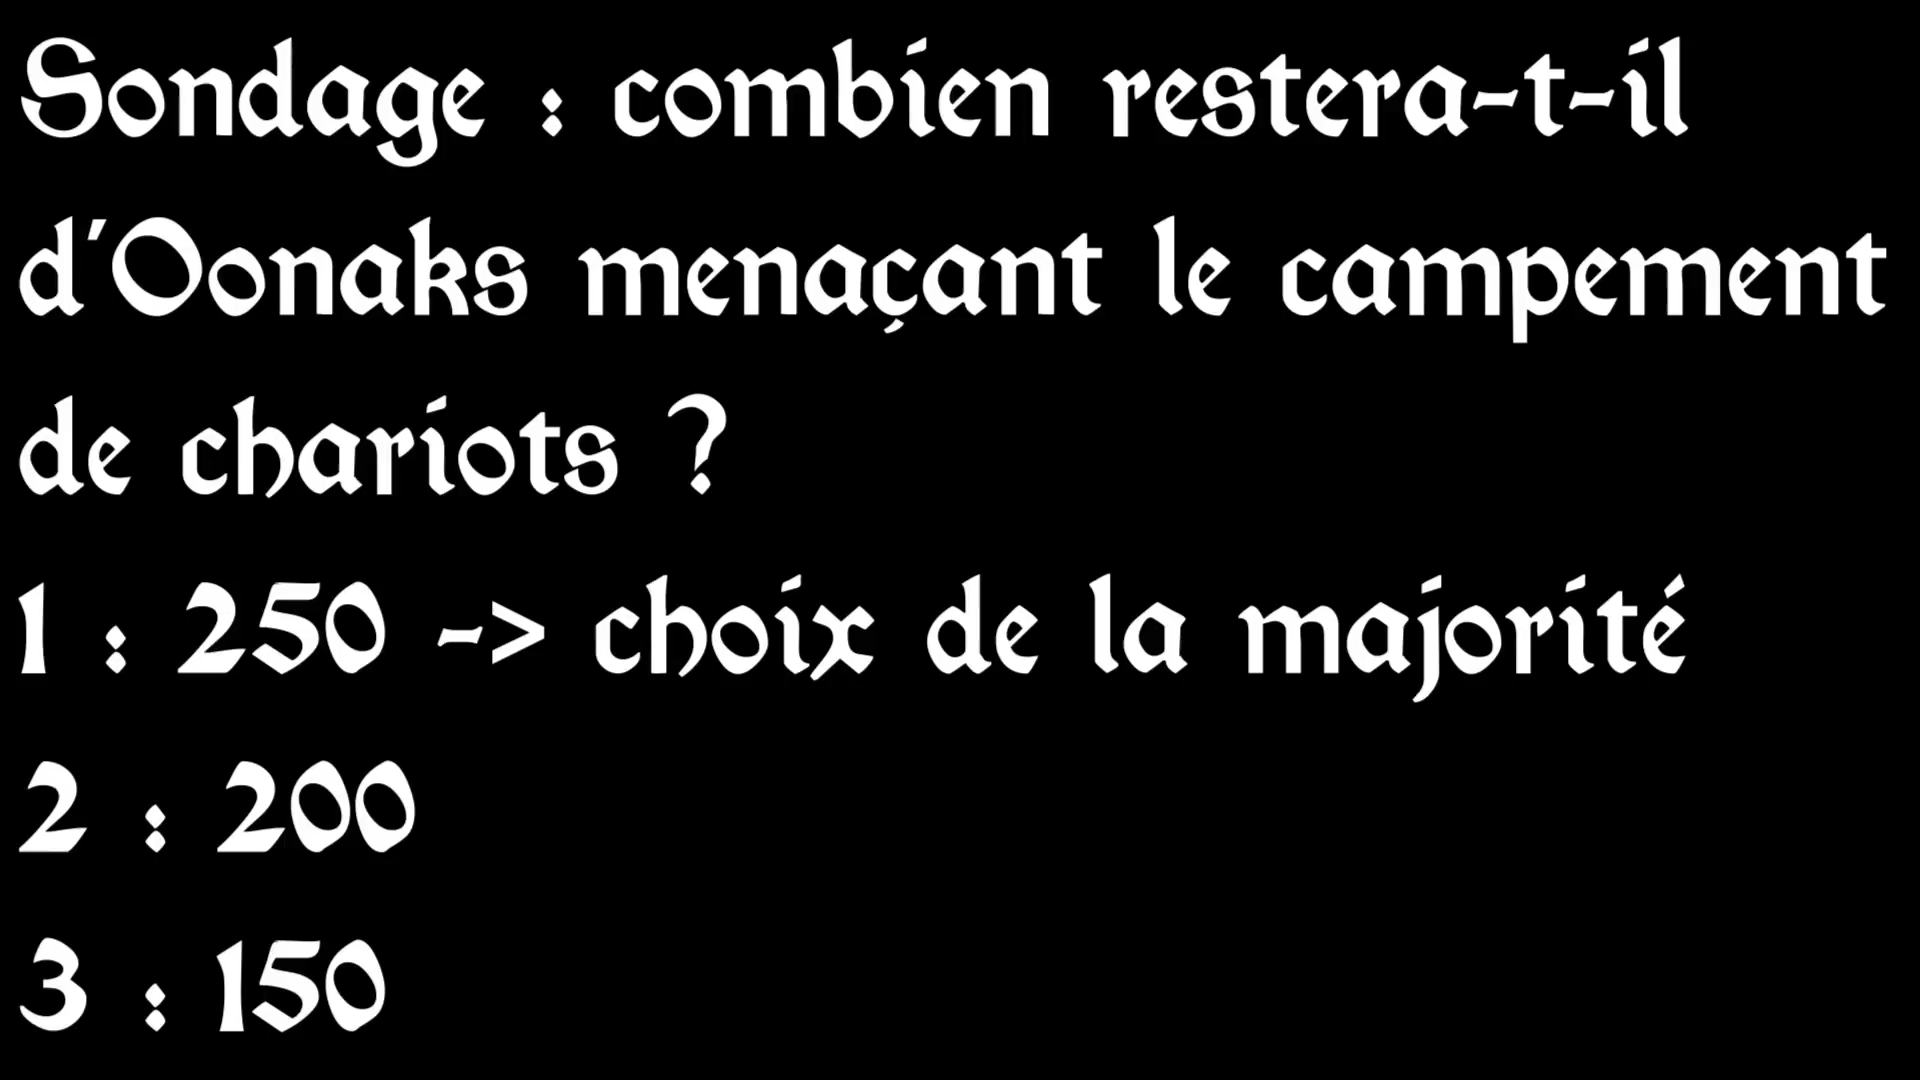 Sondage : combien restera-t-il
d'Oonaks menaçant le campement
de chariots ?
1 : 250 -> choix de la majorité
2 : 200
3 : 150